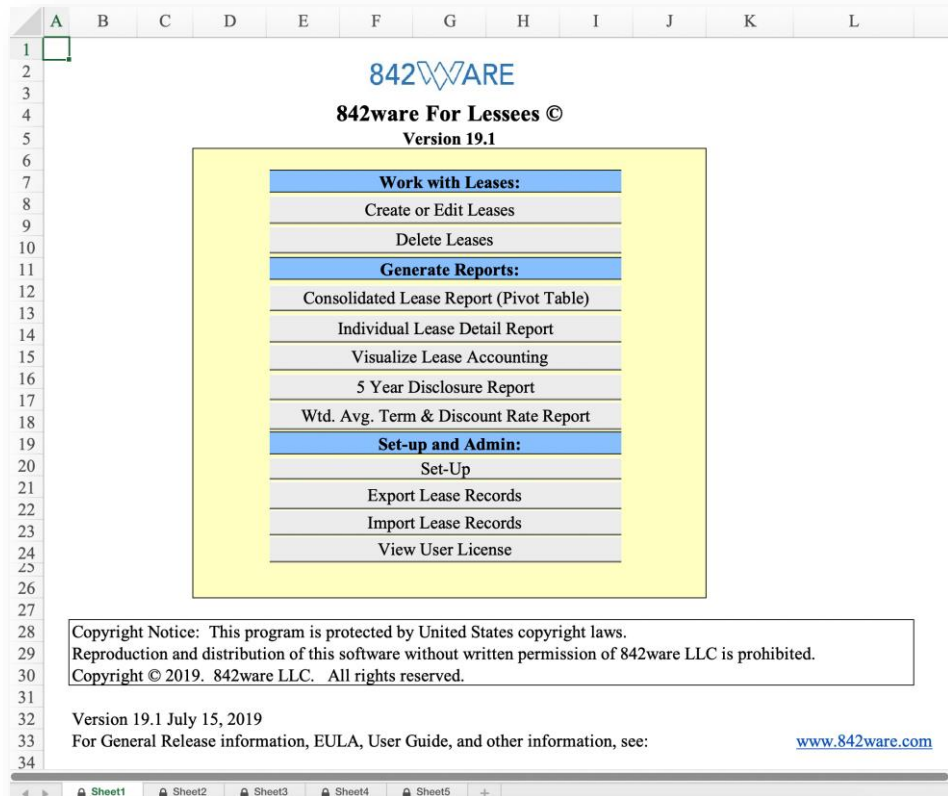 A B C D E F G H I J K L
1
2 842WARE
3
4 842ware For Lessees ©
5 Version 19.1
6
7 Work with Leases:
8 Create or Edit Leases
9
10 Delete Leases
11 Generate Reports:
12 Consolidated Lease Report (Pivot Table)
13
14 Individual Lease Detail Report
15 Visualize Lease Accounting
16 5 Year Disclosure Report
17
18 Wtd. Avg. Term & Discount Rate Report
19 Set-up and Admin:
20 Set-Up
21 Export Lease Records
22
23 Import Lease Records
24 View User License
25
26
27
28 Copyright Notice: This program is protected by United States copyright laws.
29 Reproduction and distribution of this software without written permission of 842ware LLC is prohibited.
30 Copyright © 2019. 842ware LLC. All rights reserved.
31
32 Version 19.1 July 15, 2019
33 For General Release information, EULA, User Guide, and other information, see: www.842ware.com
34
Sheet1 Sheet2 Sheet3 Sheet4 Sheet5 +